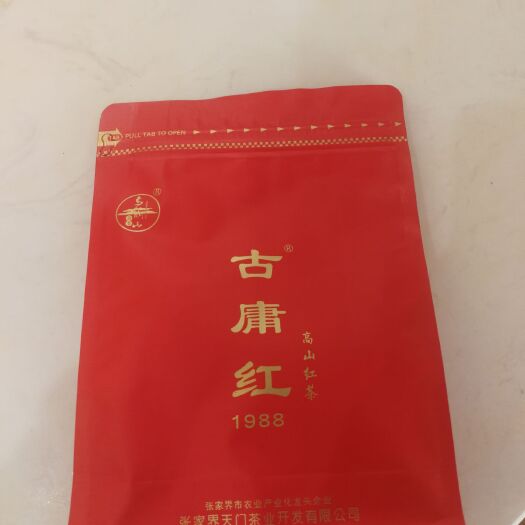 PULL TAB TO OPEN
®
古庸红®
高山红茶
1988
张家界市农业产业化龙头企业
张家界天门茶业开发有限公司